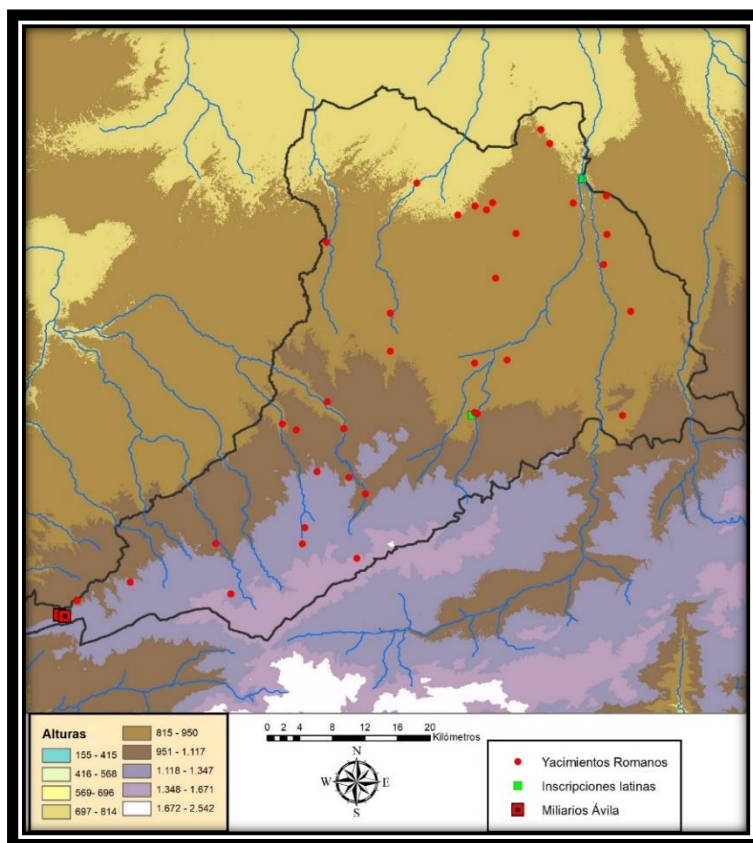 Alturas
155 - 415
416 - 568
569- 696
697 - 814
815 - 950
951 - 1.117
1.118 - 1.347
1.348 - 1.671
1.672 - 2.542
0 2 4 8 12 16 20
Kilómetros
N
W E
S
Yacimientos Romanos
Inscripciones latinas
Miliarios Ávila